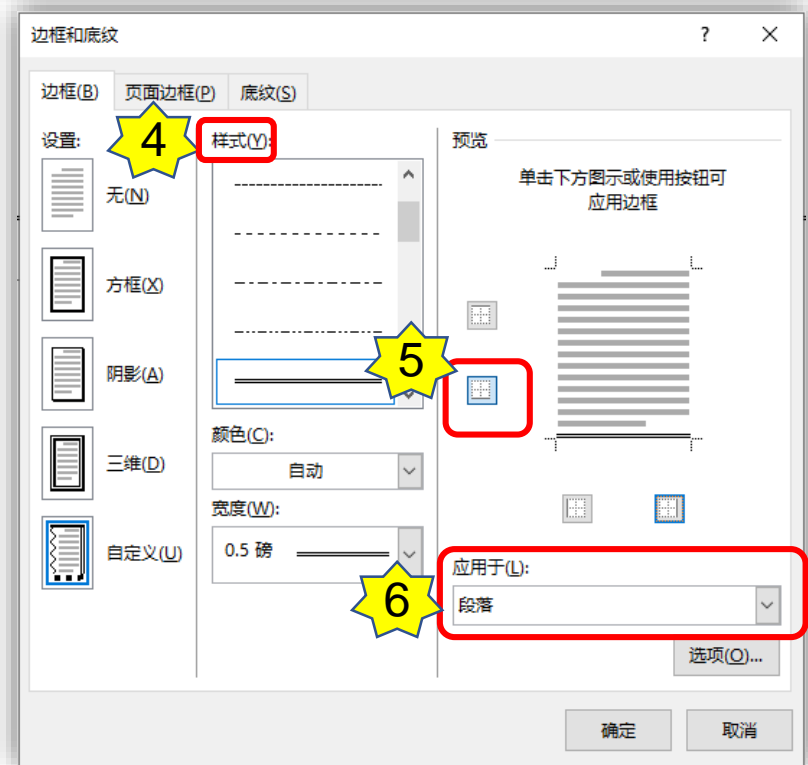 边框和底纹 ? ×
边框(B) 页面边框(P) 底纹(S)
设置:
4
样式(Y):
预览
无(N)
方框(X)
阴影(A)
三维(D)
自定义(U)
颜色(C):
自动
宽度(W):
0.5 磅
单击下方图示或使用按钮可
应用边框
5
6
应用于(L):
段落
选项(O)...
确定 取消